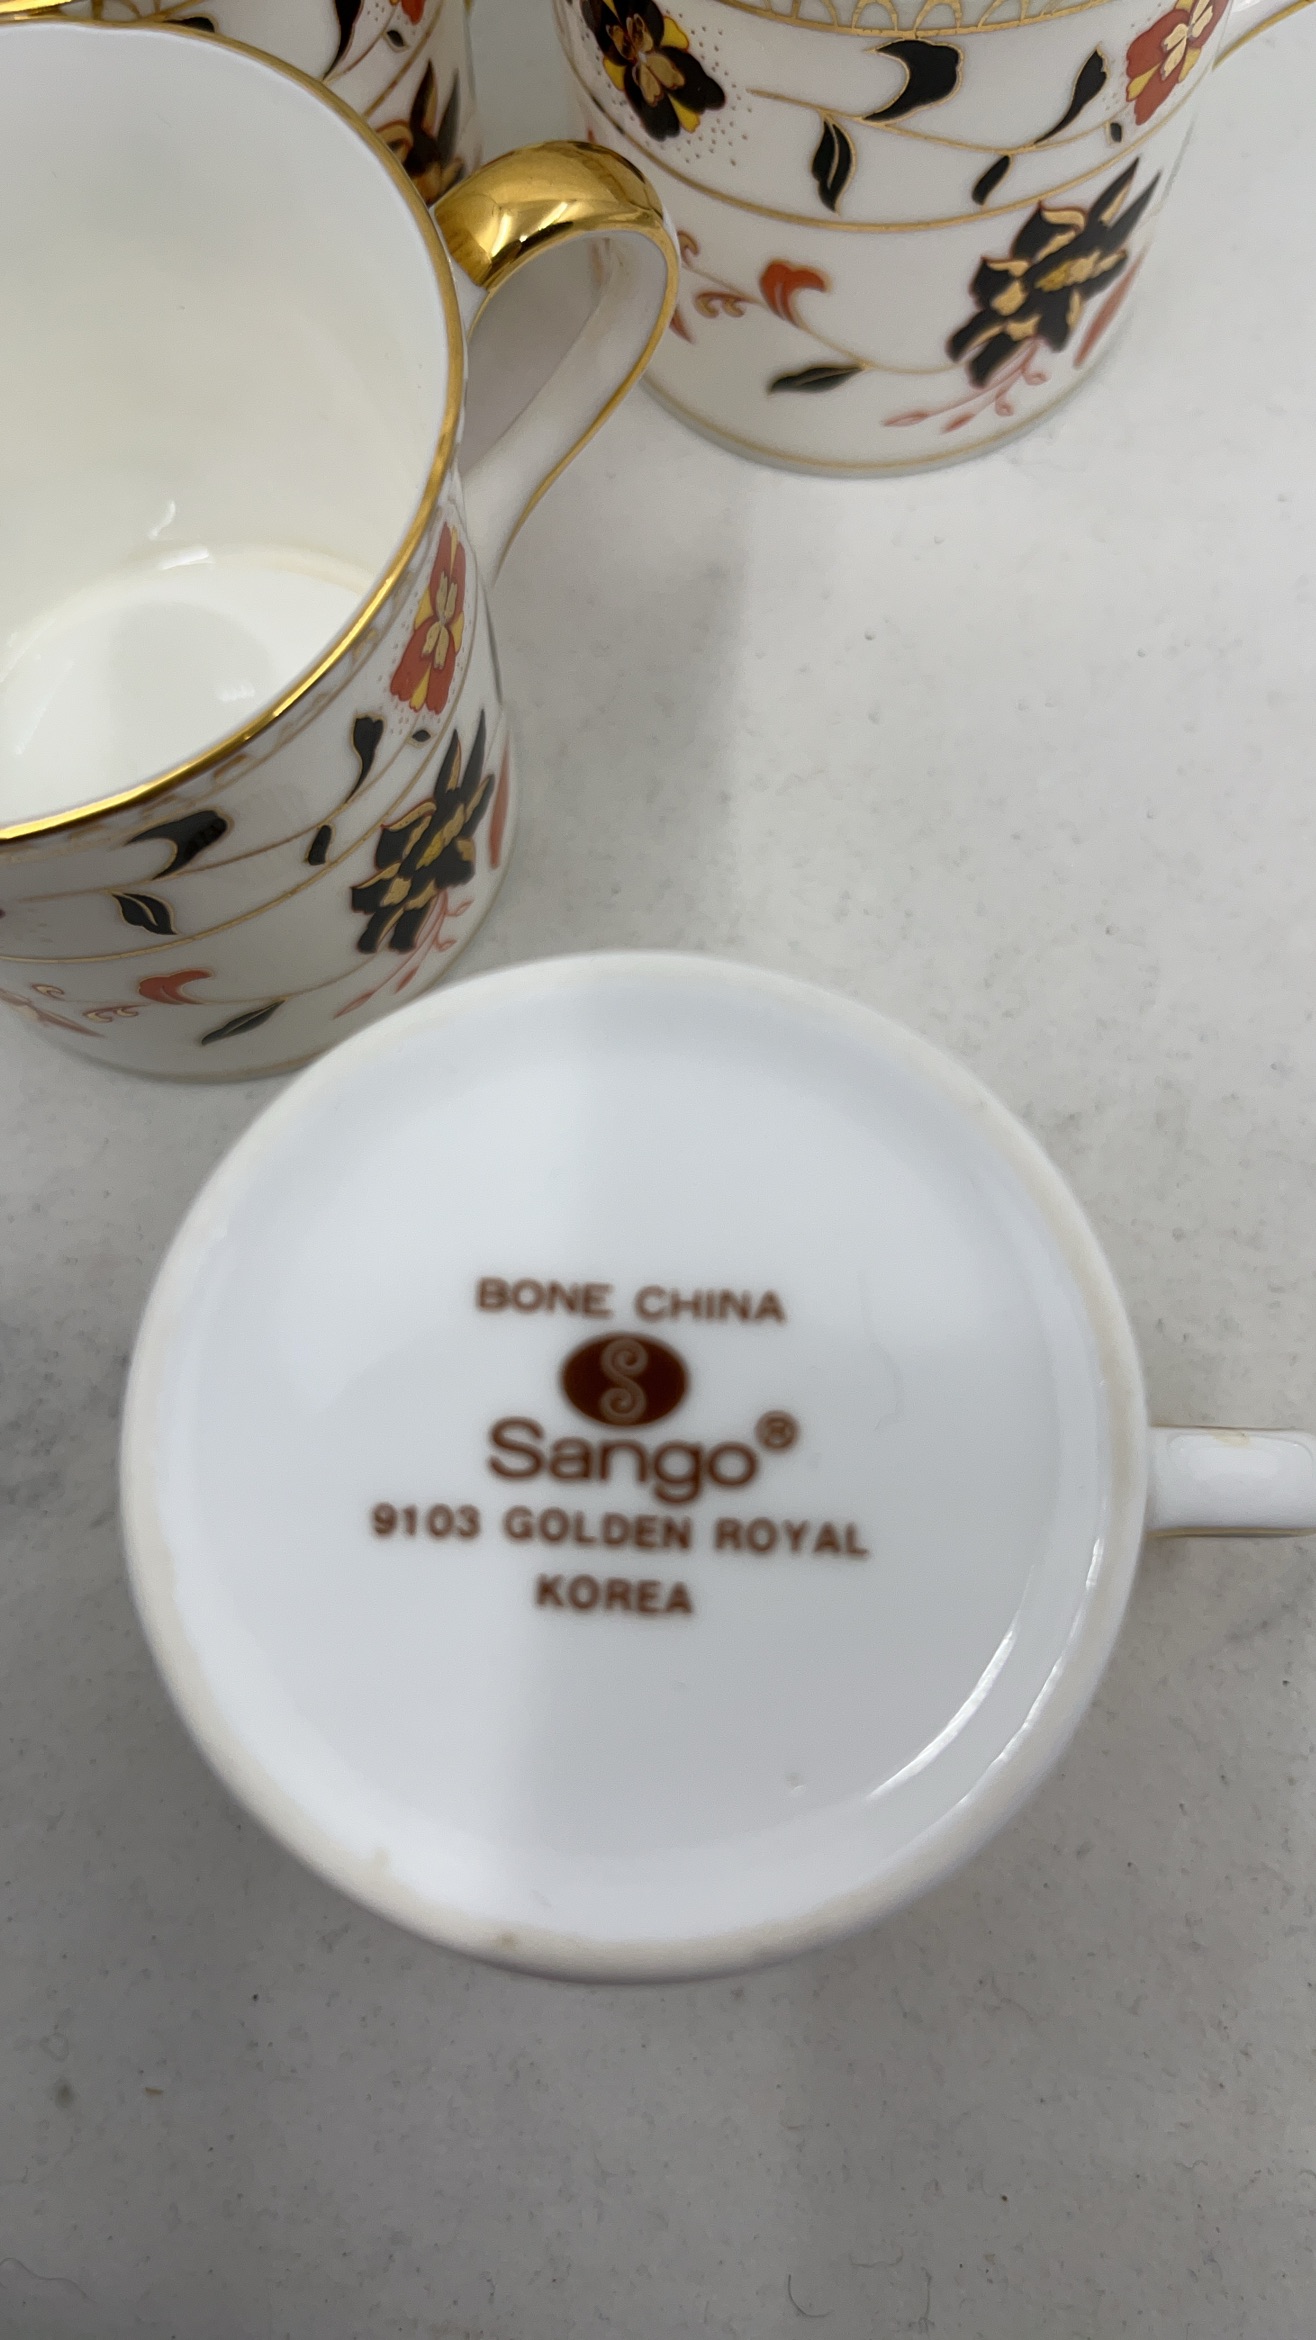 BONE CHINA
S
Sango®
9103 GOLDEN ROYAL
KOREA